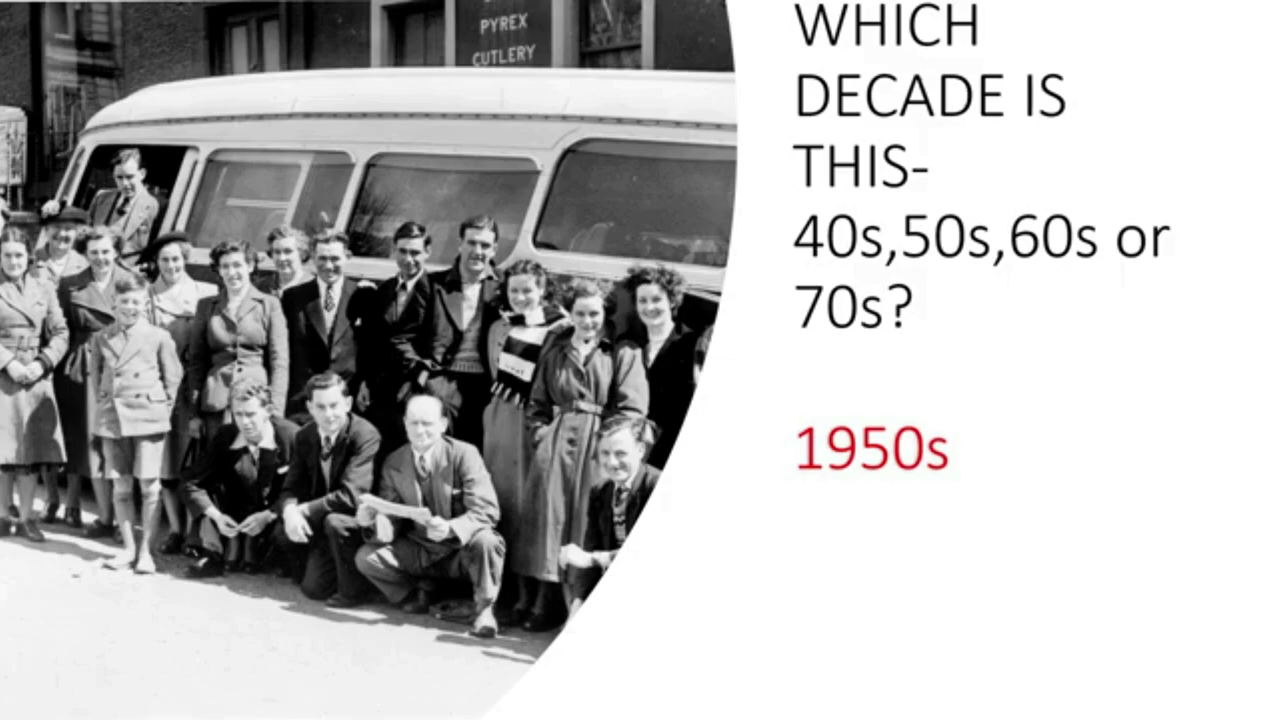 PYREX
CUTLERY
WHICH
DECADE IS
THIS-
40s,50s,60s or
70s?
1950s